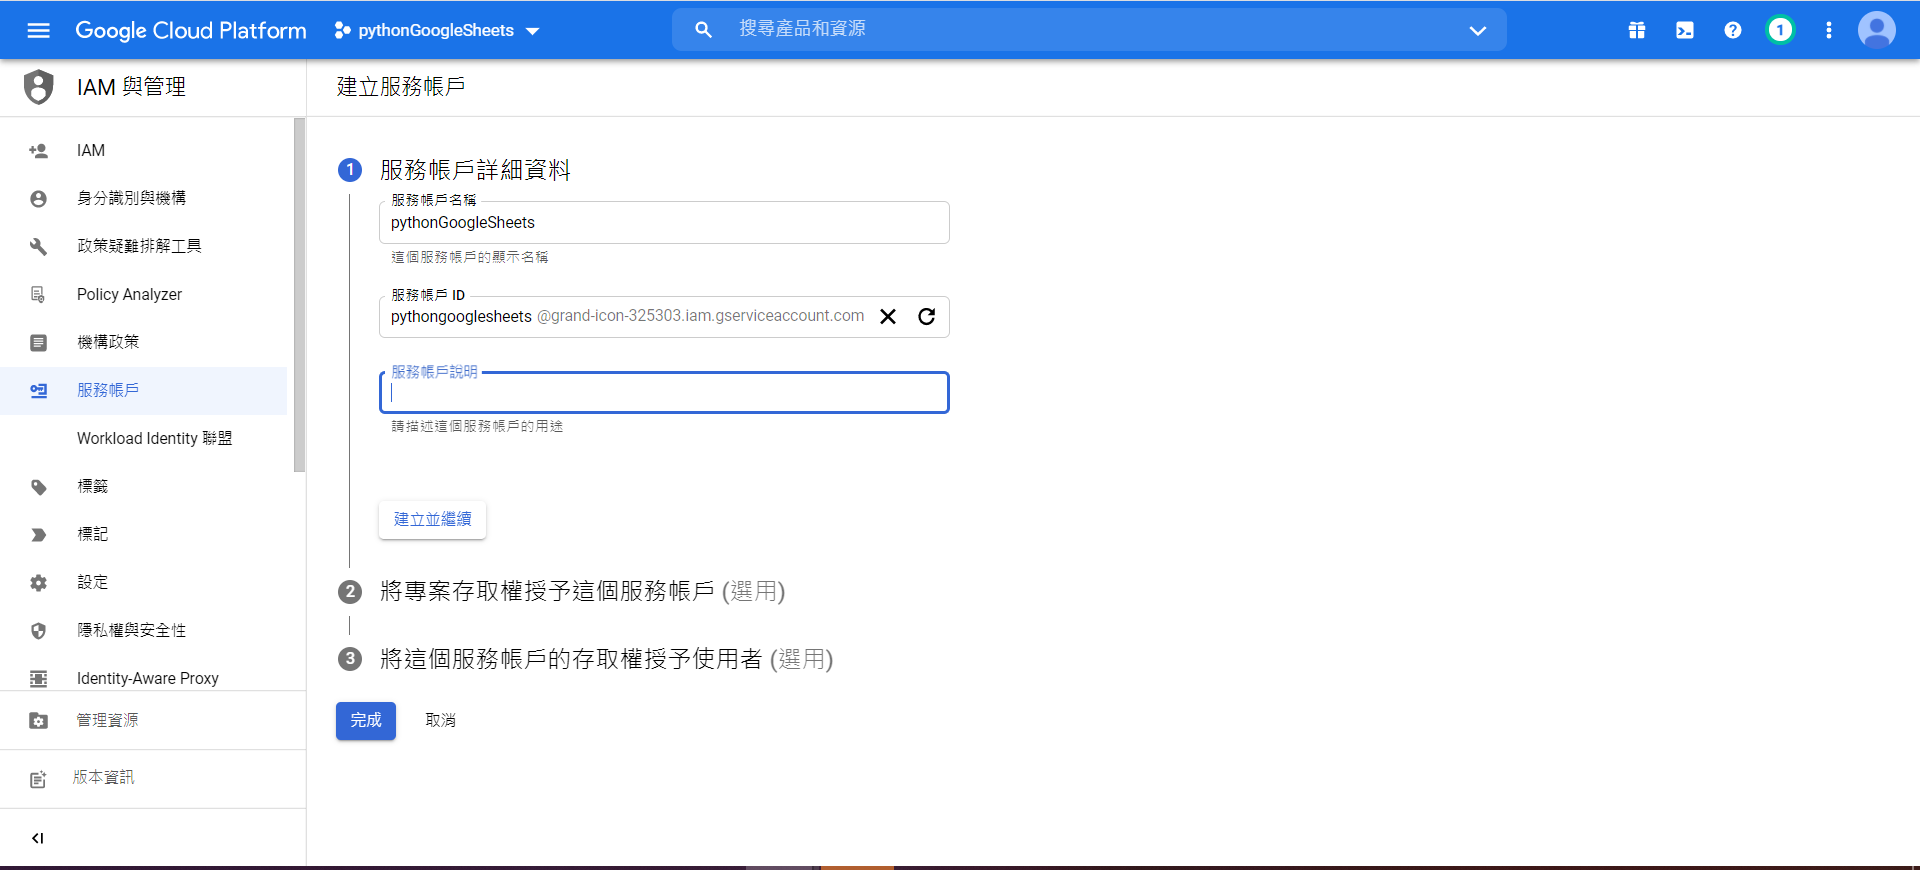 Google Cloud Platform
pythonGoogleSheets
搜尋產品和資源
1
IAM 與管理
建立服務帳戶
IAM
身分識別與機構
政策疑難排解工具
Policy Analyzer
機構政策
服務帳戶
Workload Identity 聯盟
標籤
標記
設定
隱私權與安全性
Identity-Aware Proxy
管理資源
版本資訊
1
服務帳戶詳細資料
服務帳戶名稱
pythonGoogleSheets
這個服務帳戶的顯示名稱
服務帳戶 ID
pythongooglesheets @grand-icon-325303.iam.gserviceaccount.com
服務帳戶說明
請描述這個服務帳戶的用途
建立並繼續
2
將專案存取權授予這個服務帳戶 (選用)
3
將這個服務帳戶的存取權授予使用者 (選用)
完成
取消